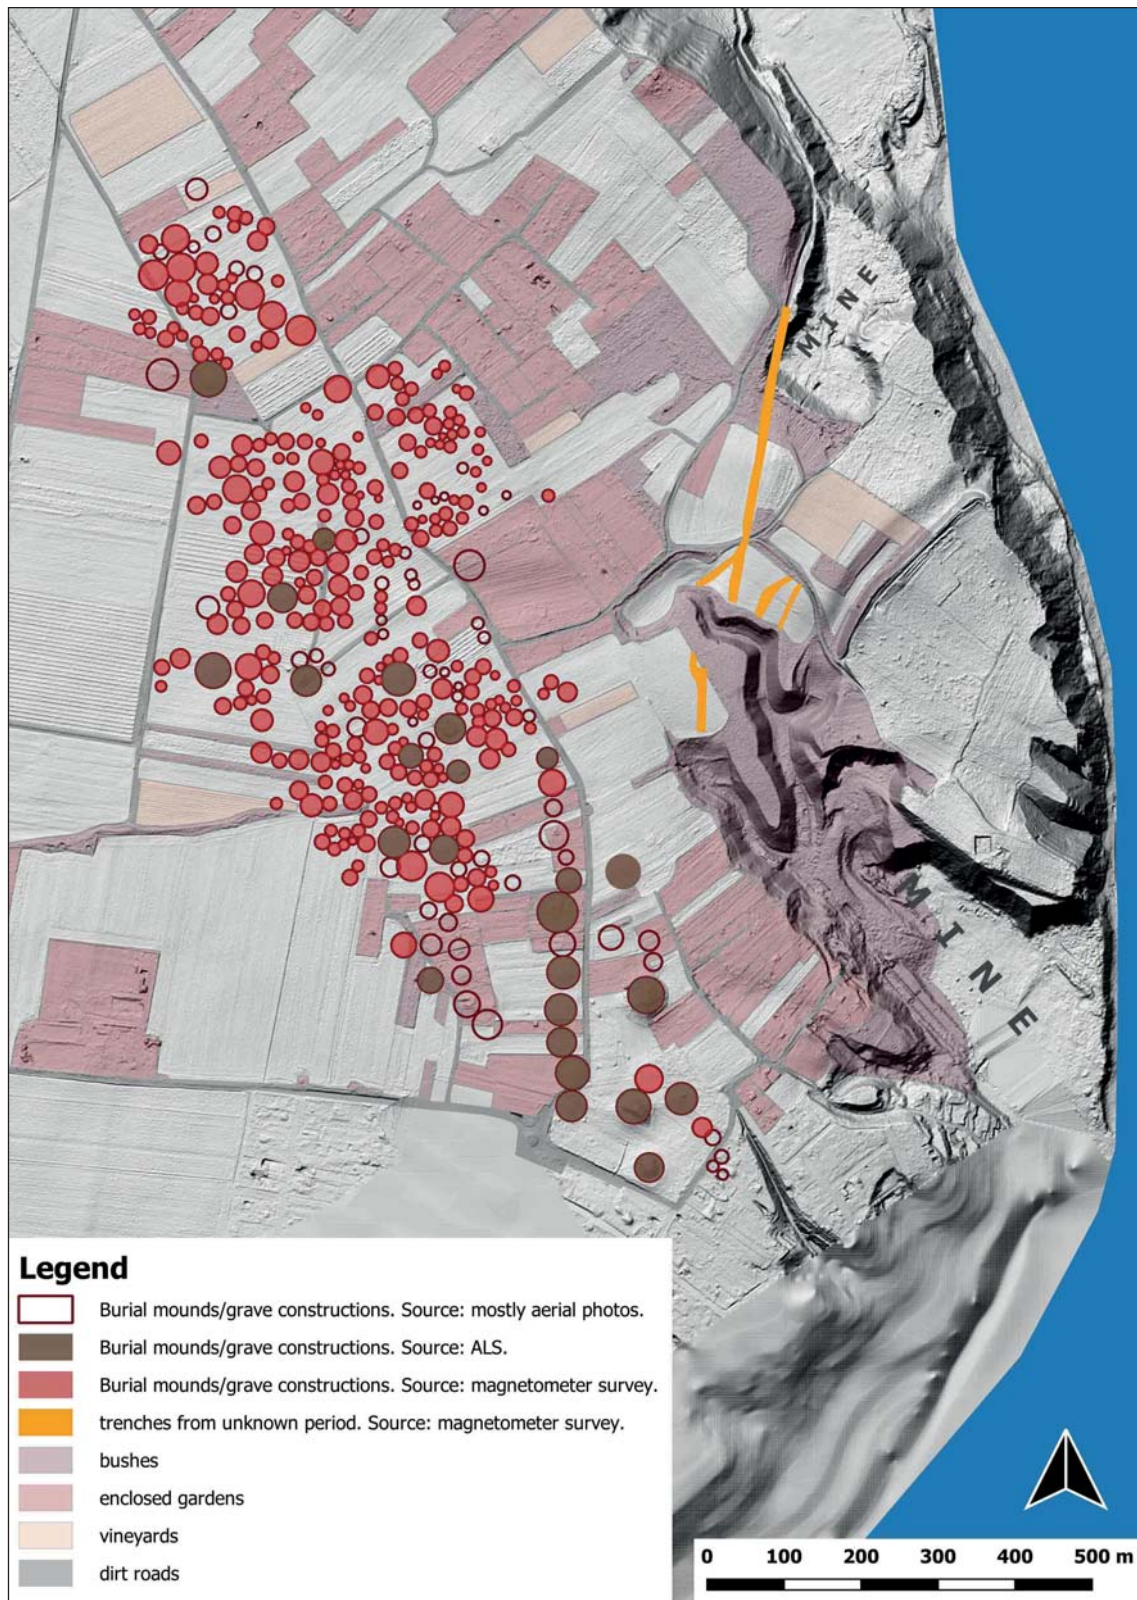 MINE
MINE
Legend
Burial mounds/grave constructions. Source: mostly aerial photos.
Burial mounds/grave constructions. Source: ALS.
Burial mounds/grave constructions. Source: magnetometer survey.
trenches from unknown period. Source: magnetometer survey.
bushes
enclosed gardens
vineyards
dirt roads
0 100 200 300 400 500 m